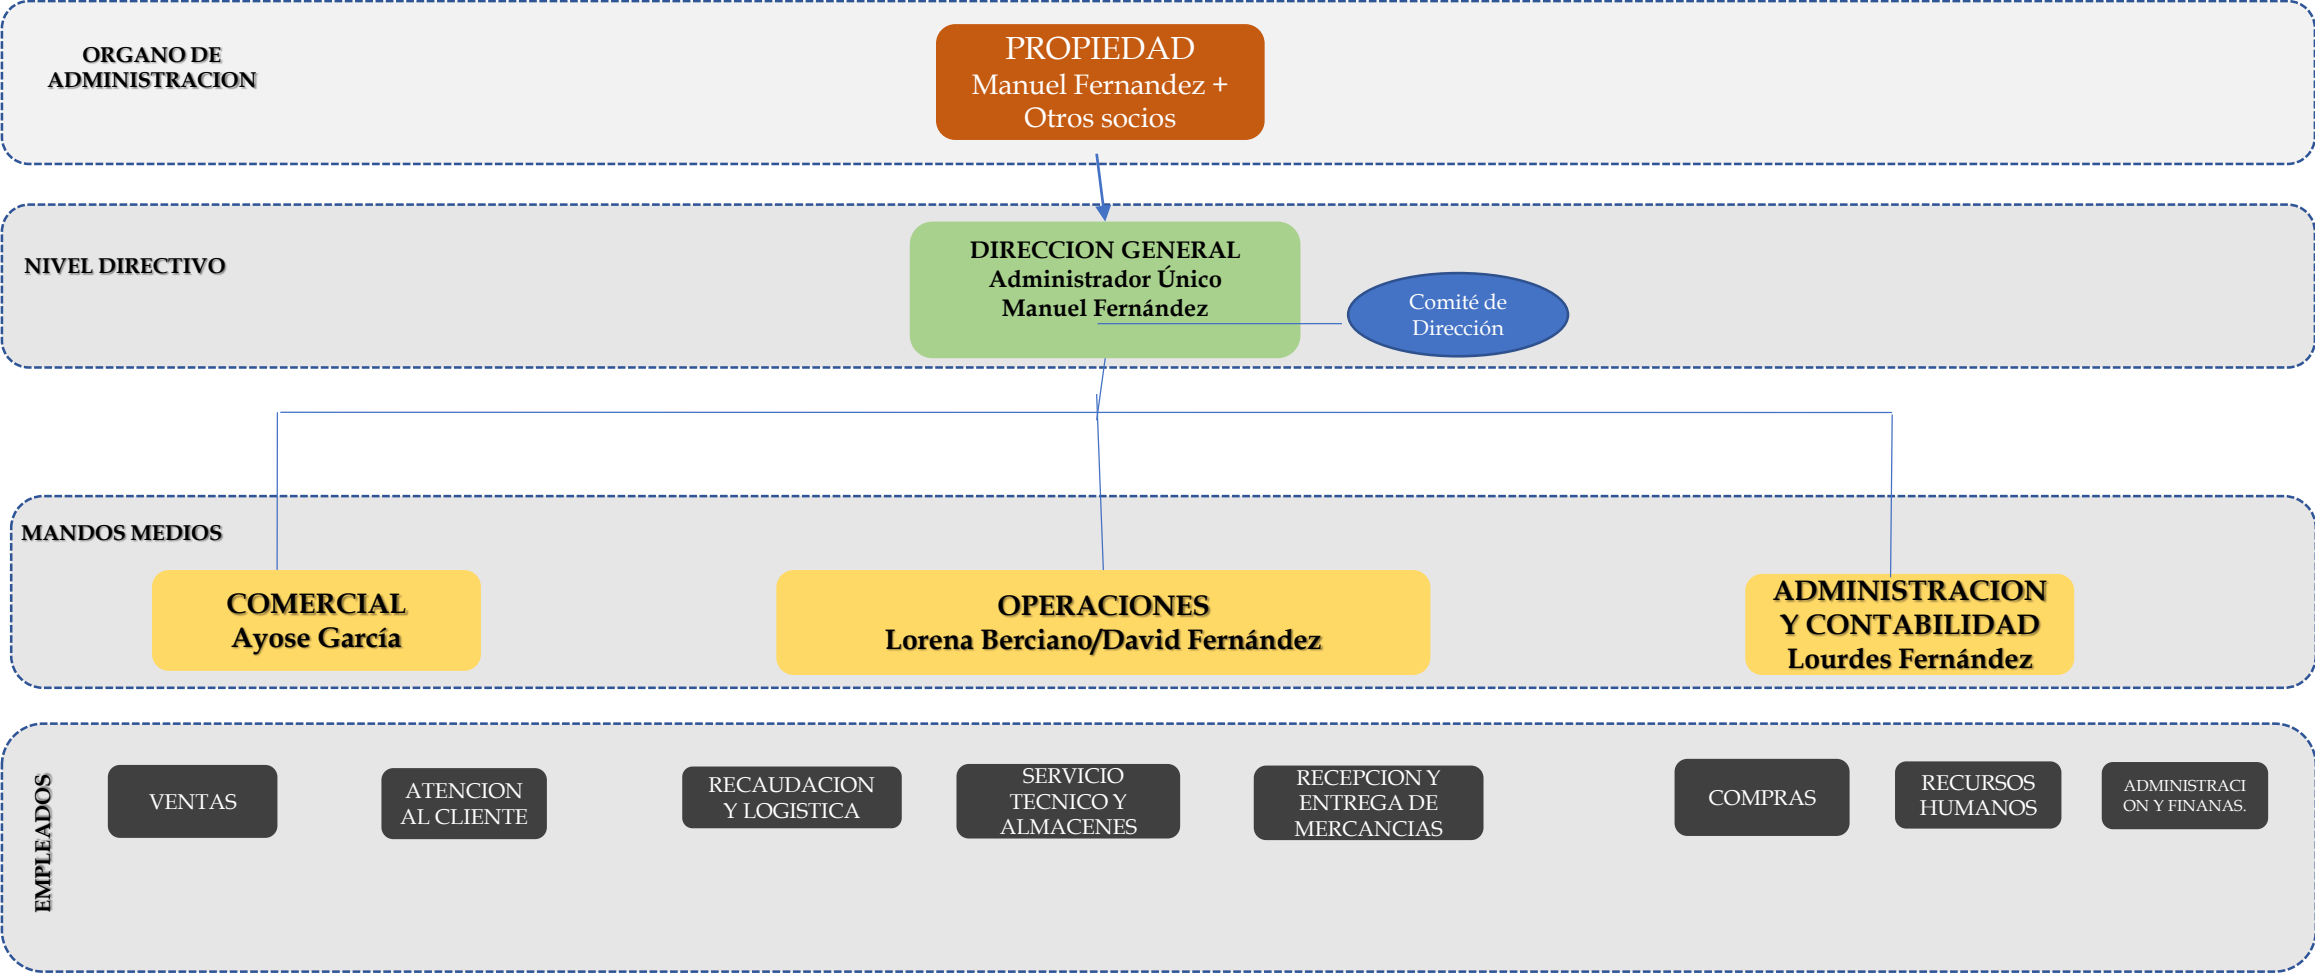 ORGANO DE
ADMINISTRACION
PROPIEDAD
Manuel Fernandez +
Otros socios
NIVEL DIRECTIVO
DIRECCION GENERAL
Administrador Único
Manuel Fernández
Comité de
Dirección
MANDOS MEDIOS
COMERCIAL
Ayose García
OPERACIONES
Lorena Berciano/David Fernández
ADMINISTRACION
Y CONTABILIDAD
Lourdes Fernández
EMPLEADOS
VENTAS
ATENCION
AL CLIENTE
RECAUDACION
Y LOGISTICA
SERVICIO
TECNICO Y
ALMACENES
RECEPCION Y
ENTREGA DE
MERCANCIAS
COMPRAS
RECURSOS
HUMANOS
ADMINISTRACI
ON Y FINANAS.